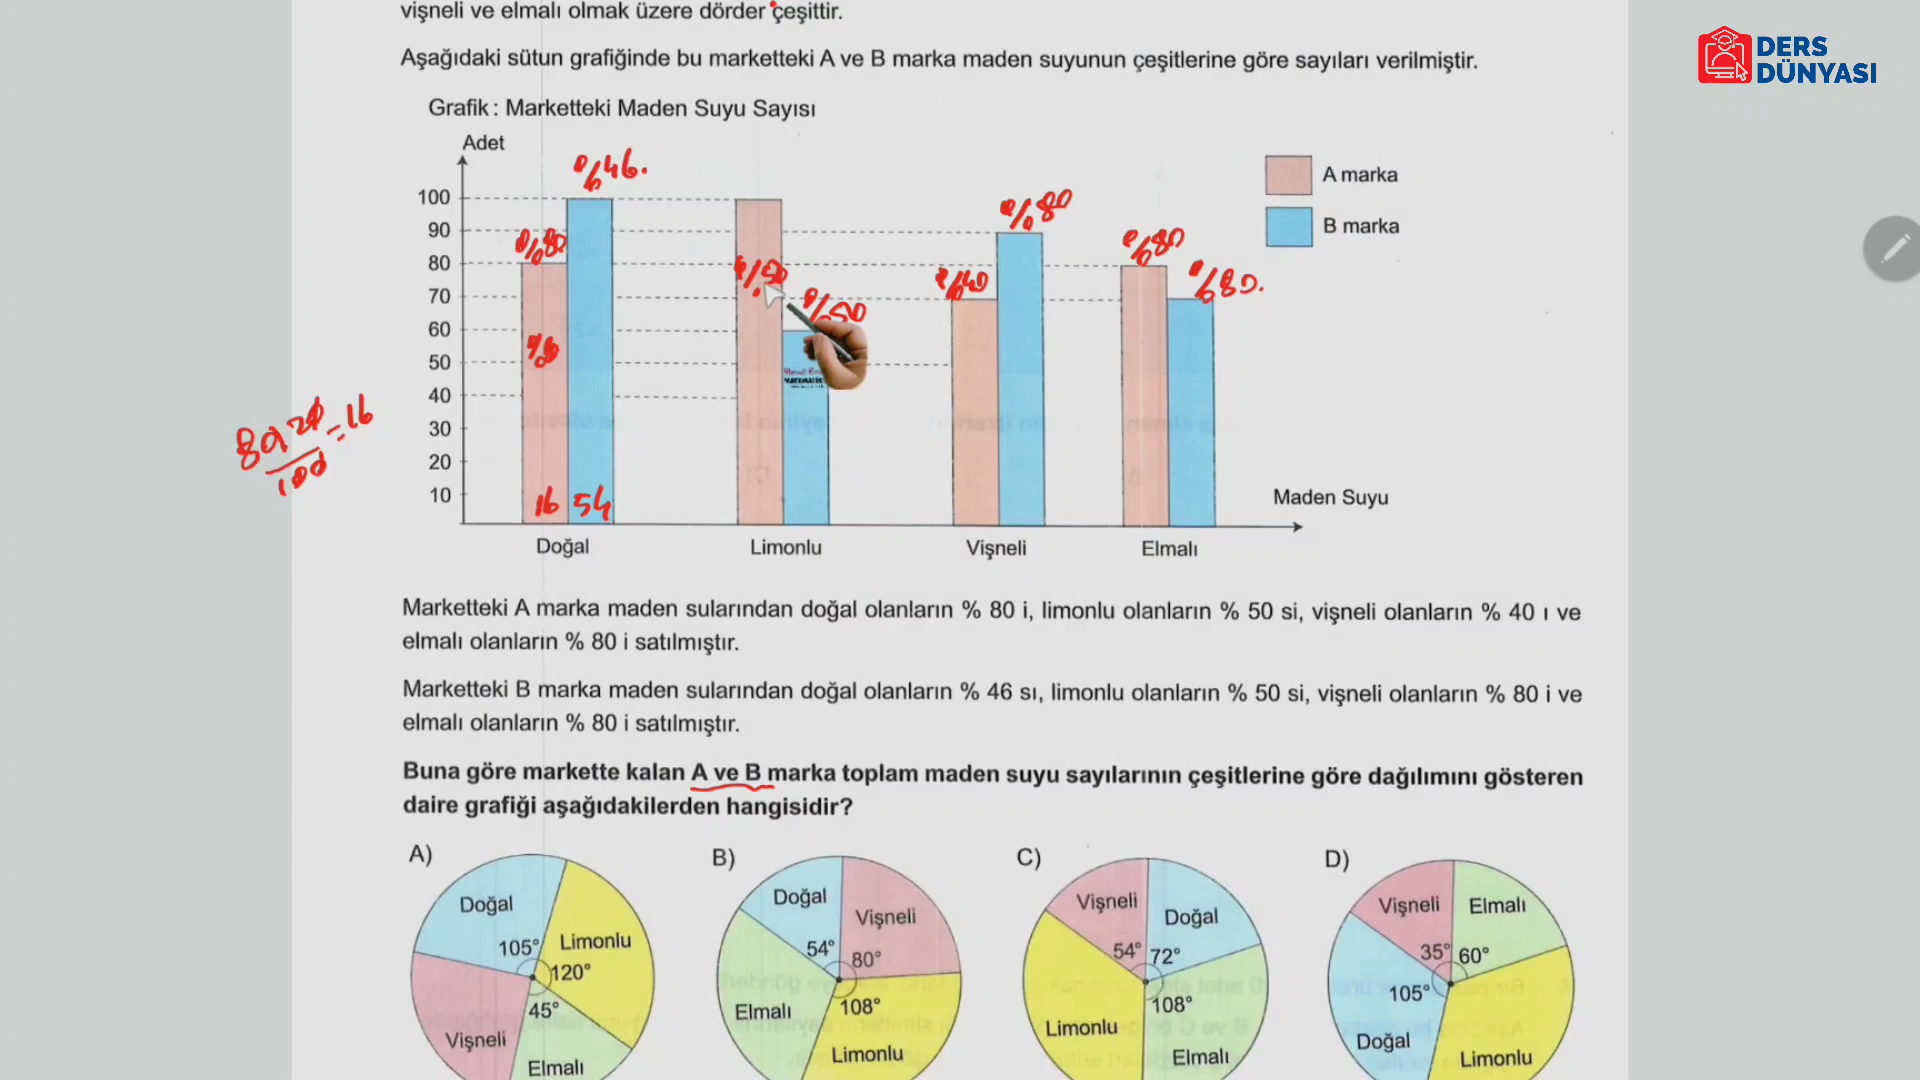 vişneli ve elmalı olmak üzere dörder çeşittir.
DERS
DÜNYASI
Aşağıdaki sütun grafiğinde bu marketteki A ve B marka maden suyunun çeşitlerine göre sayıları verilmiştir.
Grafik : Marketteki Maden Suyu Sayısı
Adet
100
90
80
70
60
50
40
30
20
10
%80
%46.
%50
%50
%40
%80
%80
%80.
16 54
A marka
B marka
Maden Suyu
Doğal
Limonlu
Vişneli
Elmalı
Marketteki A marka maden sularından doğal olanların % 80 i, limonlu olanların % 50 si, vişneli olanların % 40 ı ve
elmalı olanların % 80 i satılmıştır.
Marketteki B marka maden sularından doğal olanların % 46 sı, limonlu olanların % 50 si, vişneli olanların % 80 i ve
elmalı olanların % 80 i satılmıştır.
Buna göre markette kalan A ve B marka toplam maden suyu sayılarının çeşitlerine göre dağılımını gösteren
daire grafiği aşağıdakilerden hangisidir?
A)
Doğal
105°
Limonlu
120°
45°
Vişneli
Elmalı
B)
Doğal
Vişneli
54°
80°
Elmalı
108°
Limonlu
C)
Vişneli
Doğal
54°
72°
108°
Limonlu
Elmalı
D)
Vişneli
Elmalı
35°
60°
105°
Doğal
Limonlu